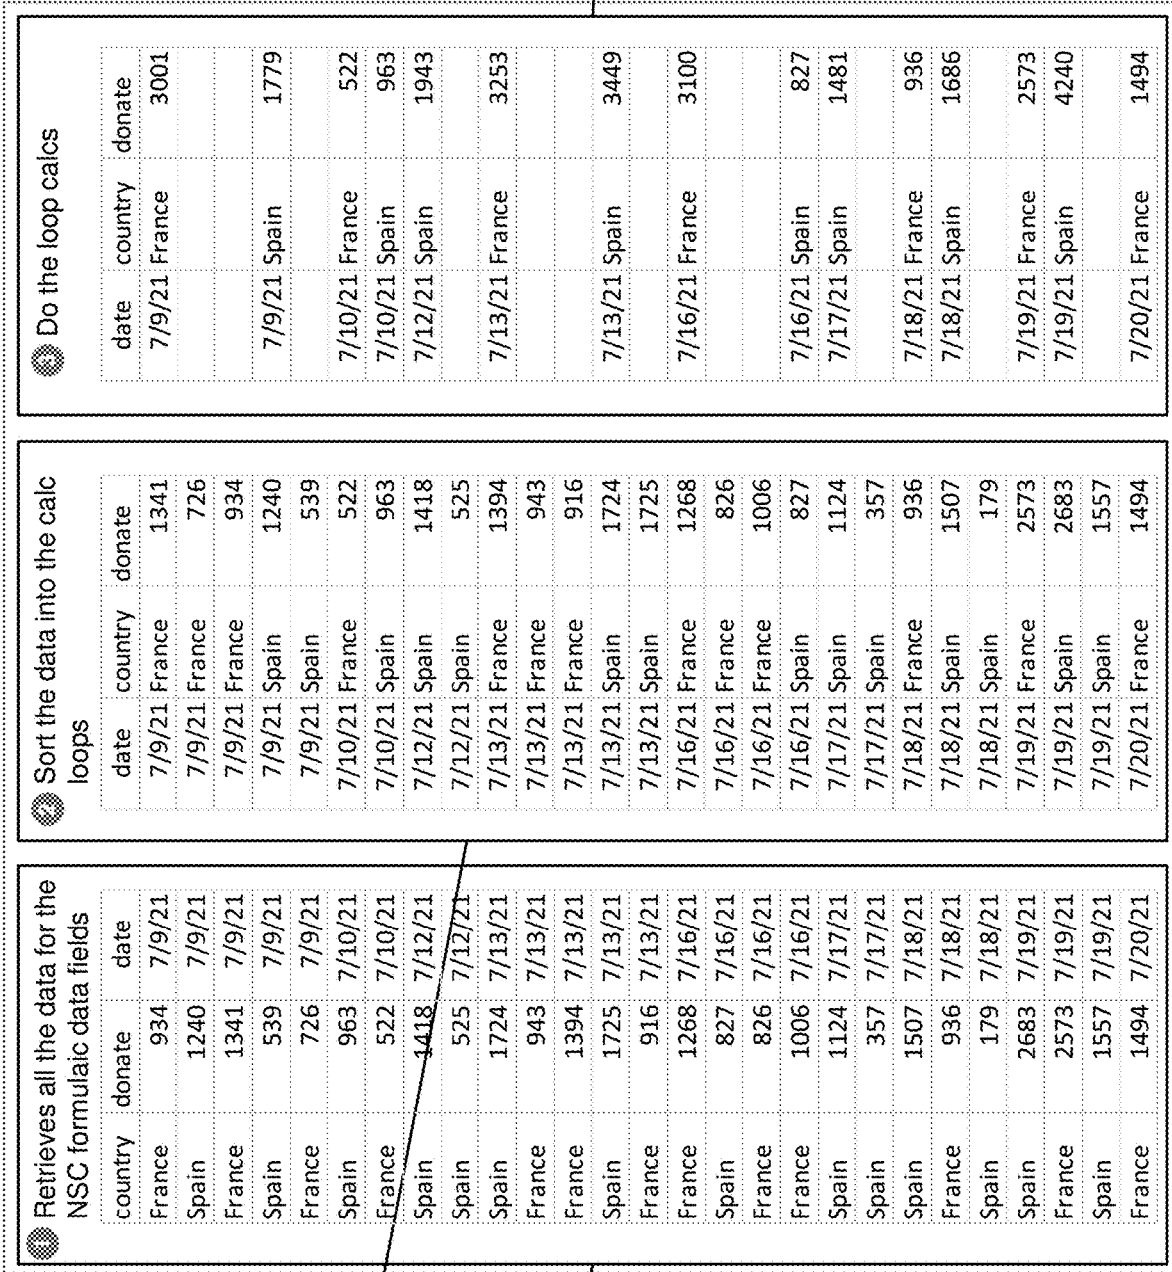 1 Retrieves all the data for the
NSC formulaic data fields
country donate date
France 934 7/9/21
Spain 1240 7/9/21
France 1341 7/9/21
Spain 539 7/9/21
France 726 7/9/21
Spain 963 7/10/21
France 522 7/10/21
Spain 1418 7/12/21
Spain 525 7/12/21
Spain 1724 7/13/21
France 943 7/13/21
France 1394 7/13/21
Spain 1725 7/13/21
France 916 7/13/21
France 1268 7/16/21
Spain 827 7/16/21
France 826 7/16/21
France 1006 7/16/21
Spain 1124 7/17/21
Spain 357 7/17/21
Spain 1507 7/18/21
France 936 7/18/21
Spain 179 7/18/21
Spain 2683 7/19/21
France 2573 7/19/21
Spain 1557 7/19/21
France 1494 7/20/21
2 Sort the data into the calc
loops
date country donate
7/9/21 France 1341
7/9/21 France 726
7/9/21 France 934
7/9/21 Spain 1240
7/9/21 Spain 539
7/10/21 France 522
7/10/21 Spain 963
7/12/21 Spain 1418
7/12/21 Spain 525
7/13/21 France 1394
7/13/21 France 943
7/13/21 France 916
7/13/21 Spain 1724
7/13/21 Spain 1725
7/16/21 France 1268
7/16/21 France 826
7/16/21 France 1006
7/16/21 Spain 827
7/17/21 Spain 1124
7/17/21 Spain 357
7/18/21 France 936
7/18/21 Spain 1507
7/18/21 Spain 179
7/19/21 France 2573
7/19/21 Spain 2683
7/19/21 Spain 1557
7/20/21 France 1494
3 Do the loop calcs
date country donate
7/9/21 France 3001
7/9/21 Spain 1779
7/10/21 France 522
7/10/21 Spain 963
7/12/21 Spain 1943
7/13/21 France 3253
7/13/21 Spain 3449
7/16/21 France 3100
7/16/21 Spain 827
7/17/21 Spain 1481
7/18/21 France 936
7/18/21 Spain 1686
7/19/21 France 2573
7/19/21 Spain 4240
7/20/21 France 1494